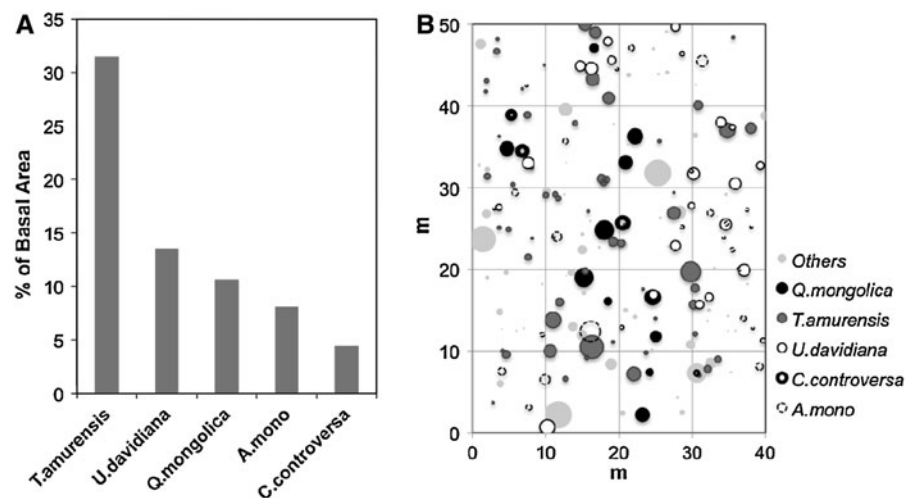 A
% of Basal Area
35
30
25
20
15
10
5
0
T.amurensis
U.davidiana
Q.mongolica
A.mono
C.controversa
B
m
50
40
30
20
10
0
0 10 20 30 40
m
Others
Q.mongolica
T.amurensis
U.davidiana
C.controversa
A.mono